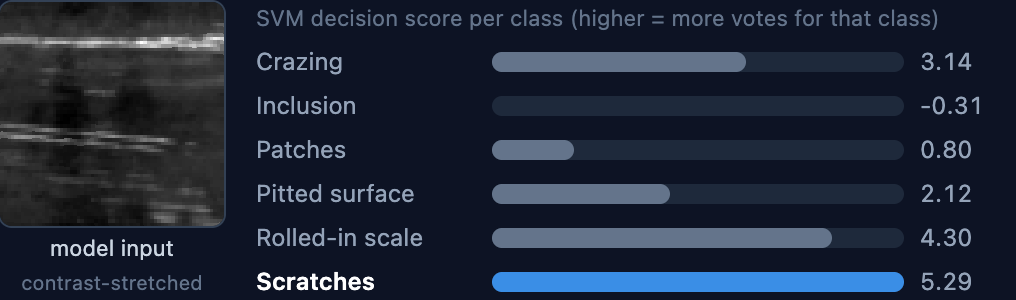 SVM decision score per class (higher = more votes for that class)
Crazing 3.14
Inclusion -0.31
Patches 0.80
Pitted surface 2.12
Rolled-in scale 4.30
Scratches 5.29
model input
contrast-stretched